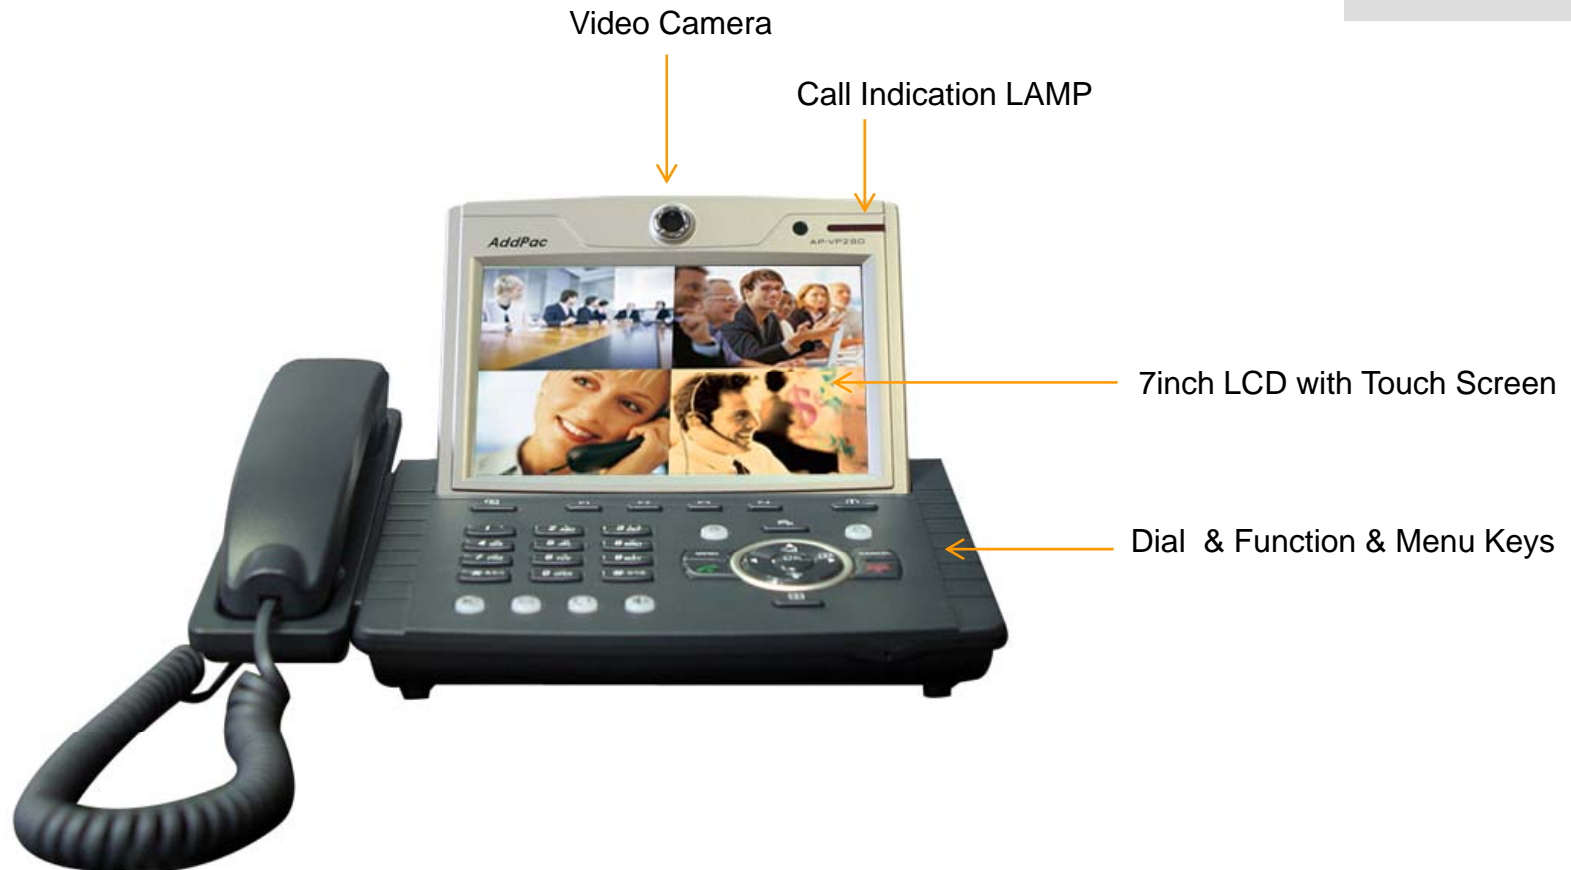 Video Camera
Call Indication LAMP
AddPac
AP-VP280
7inch LCD with Touch Screen
Dial & Function & Menu Keys